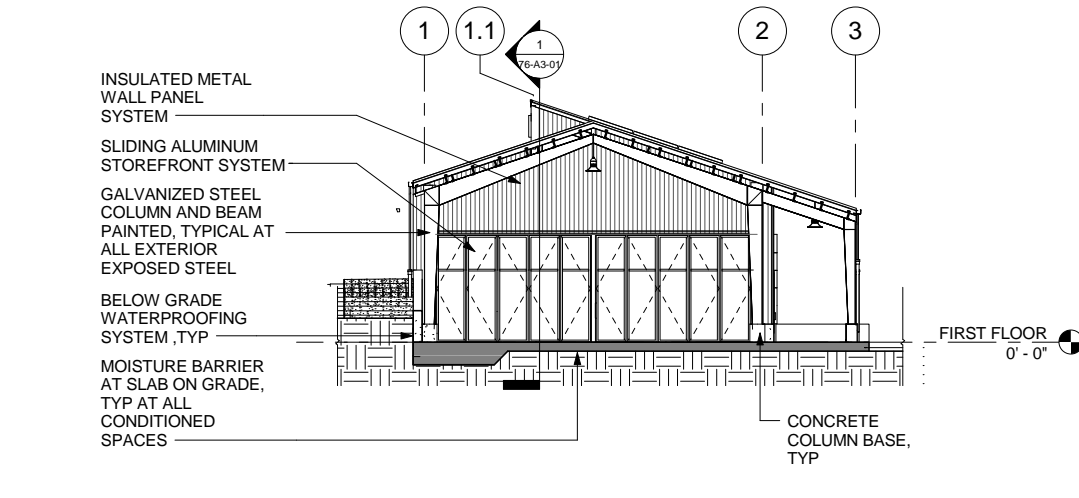 1
1.1
1
76-A3-01
2
3
INSULATED METAL
WALL PANEL
SYSTEM
SLIDING ALUMINUM
STOREFRONT SYSTEM
GALVANIZED STEEL
COLUMN AND BEAM
PAINTED, TYPICAL AT
ALL EXTERIOR
EXPOSED STEEL
BELOW GRADE
WATERPROOFING
SYSTEM ,TYP
MOISTURE BARRIER
AT SLAB ON GRADE,
TYP AT ALL
CONDITIONED
SPACES
FIRST FLOOR
0' - 0"
CONCRETE
COLUMN BASE,
TYP